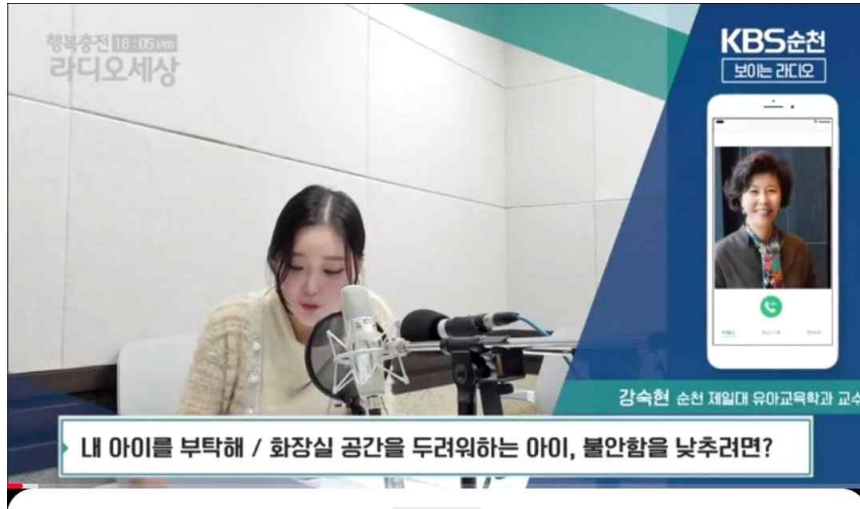 행복충전 16:05 pm
라디오세상
KBS순천
보이는 라디오
강숙현 순천 제일대 유아교육학과 교수
내 아이를 부탁해 / 화장실 공간을 두려워하는 아이, 불안함을 낮추려면?